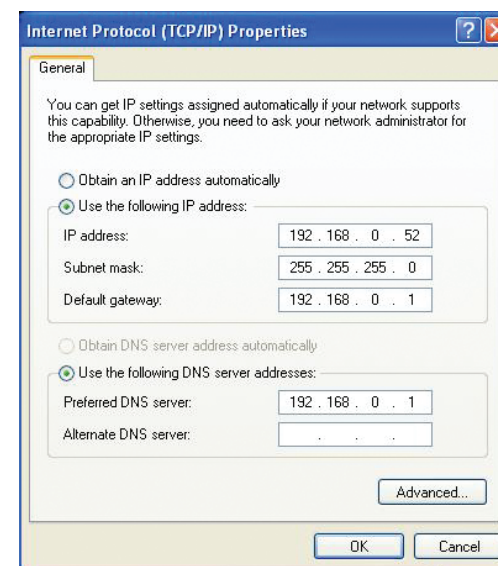 Internet Protocol (TCP/IP) Properties
General
You can get IP settings assigned automatically if your network supports
this capability. Otherwise, you need to ask your network administrator for
the appropriate IP settings.
Obtain an IP address automatically
Use the following IP address:
IP address: 192 . 168 . 0 . 52
Subnet mask: 255 . 255 . 255 . 0
Default gateway: 192 . 168 . 0 . 1
Obtain DNS server address automatically
Use the following DNS server addresses:
Preferred DNS server: 192 . 168 . 0 . 1
Alternate DNS server: . . .
Advanced...
OK Cancel